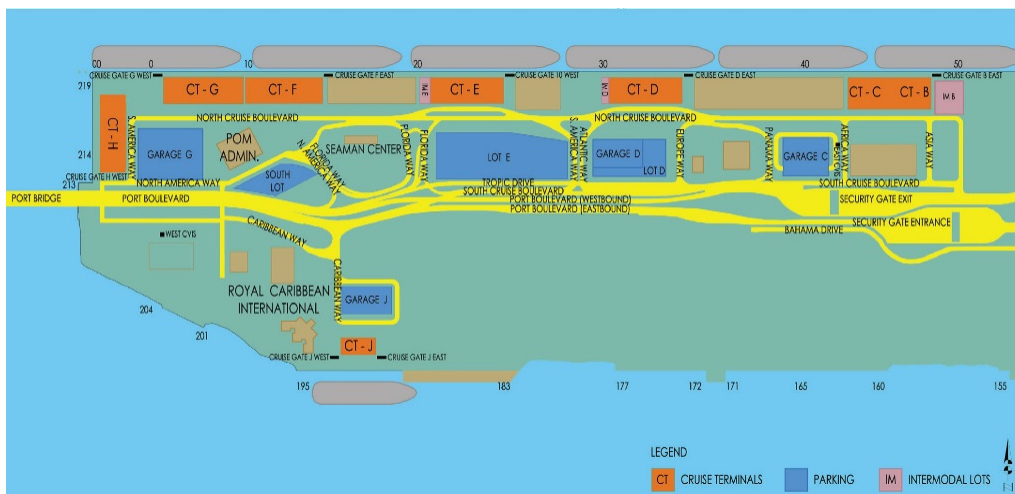 00 0 10 20 30 40 50
CRUISE GATE G WEST
CRUISE GATE F EAST
CRUISE GATE 10 WEST
CRUISE GATE D EAST
CRUISE GATE B EAST
219
CT - G
CT - F
IM E
CT - E
IM D
CT - D
CT - C
CT - B
IM B
NORTH CRUISE BOULEVARD
NORTH CRUISE BOULEVARD
S. AMERICA WAY
CT - H
214
GARAGE G
POM
ADMIN.
SEAMAN CENTER
FLORIDA WAY
FLORIDA WAY
FLORIDA WAY
N. AMERICA WAY
LOT E
S. AMERICA WAY
ATLANTIC WAY
GARAGE D
LOT D
EUROPE WAY
PANAMA WAY
GARAGE C
EAST CVIS
AFRICA WAY
ASIA WAY
SOUTH
LOT
CRUISE GATE H WEST
213
NORTH AMERICA WAY
TROPIC DRIVE
SOUTH CRUISE BOULEVARD
SOUTH CRUISE BOULEVARD
PORT BRIDGE
PORT BOULEVARD
PORT BOULEVARD (WESTBOUND)
PORT BOULEVARD (EASTBOUND)
SECURITY GATE EXIT
SECURITY GATE ENTRANCE
BAHAMA DRIVE
CARIBBEAN WAY
WEST CVIS
CARIBBEAN WAY
ROYAL CARIBBEAN
INTERNATIONAL
GARAGE J
204
201
CT - J
CRUISE GATE J WEST
CRUISE GATE J EAST
195 183 177 172 171 165 160 155
LEGEND
CT CRUISE TERMINALS
PARKING
IM INTERMODAL LOTS
N